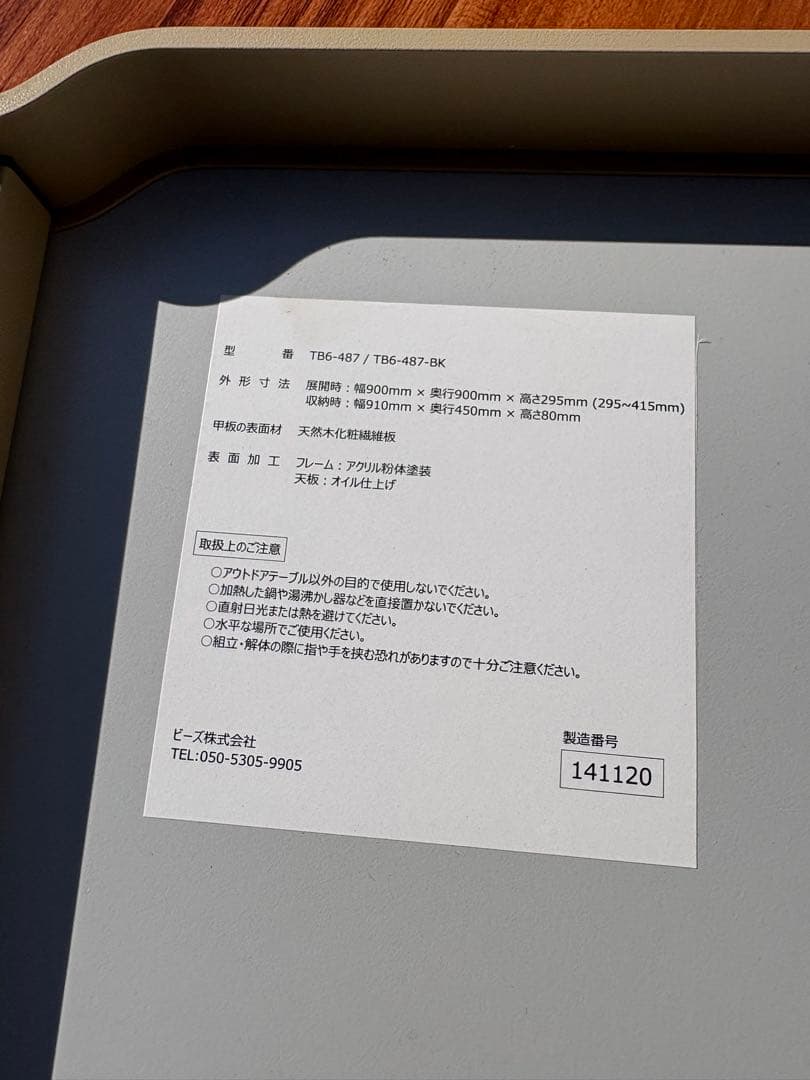 型番 TB6-487 / TB6-487-BK
外形寸法 展開時：幅900mm × 奥行900mm × 高さ295mm (295~415mm)
収納時：幅910mm × 奥行450mm × 高さ80mm
甲板の表面材 天然木化粧繊維板
表面加工 フレーム：アクリル粉体塗装
天板：オイル仕上げ
取扱上のご注意
○アウトドアテーブル以外の目的で使用しないでください。
○加熱した鍋や湯沸かし器などを直接置かないでください。
○直射日光または熱を避けてください。
○水平な場所でご使用ください。
○組立・解体の際に指や手を挟む恐れがありますので十分ご注意ください。
ビーズ株式会社
TEL:050-5305-9905
製造番号
141120